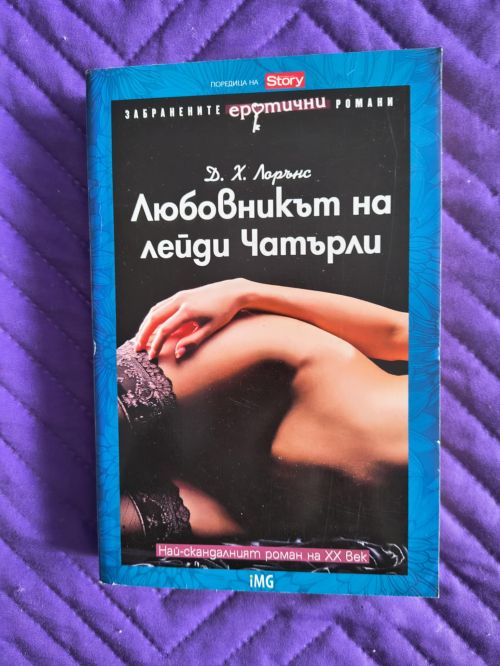 ПОРЕДИЦА НА Story
ЗАБРАНЕНИТЕ еротични РОМАНИ
Д. Х. Лорънс
Любовникът на
лейди Чатърли
Най-скандалният роман на XX век
iMG